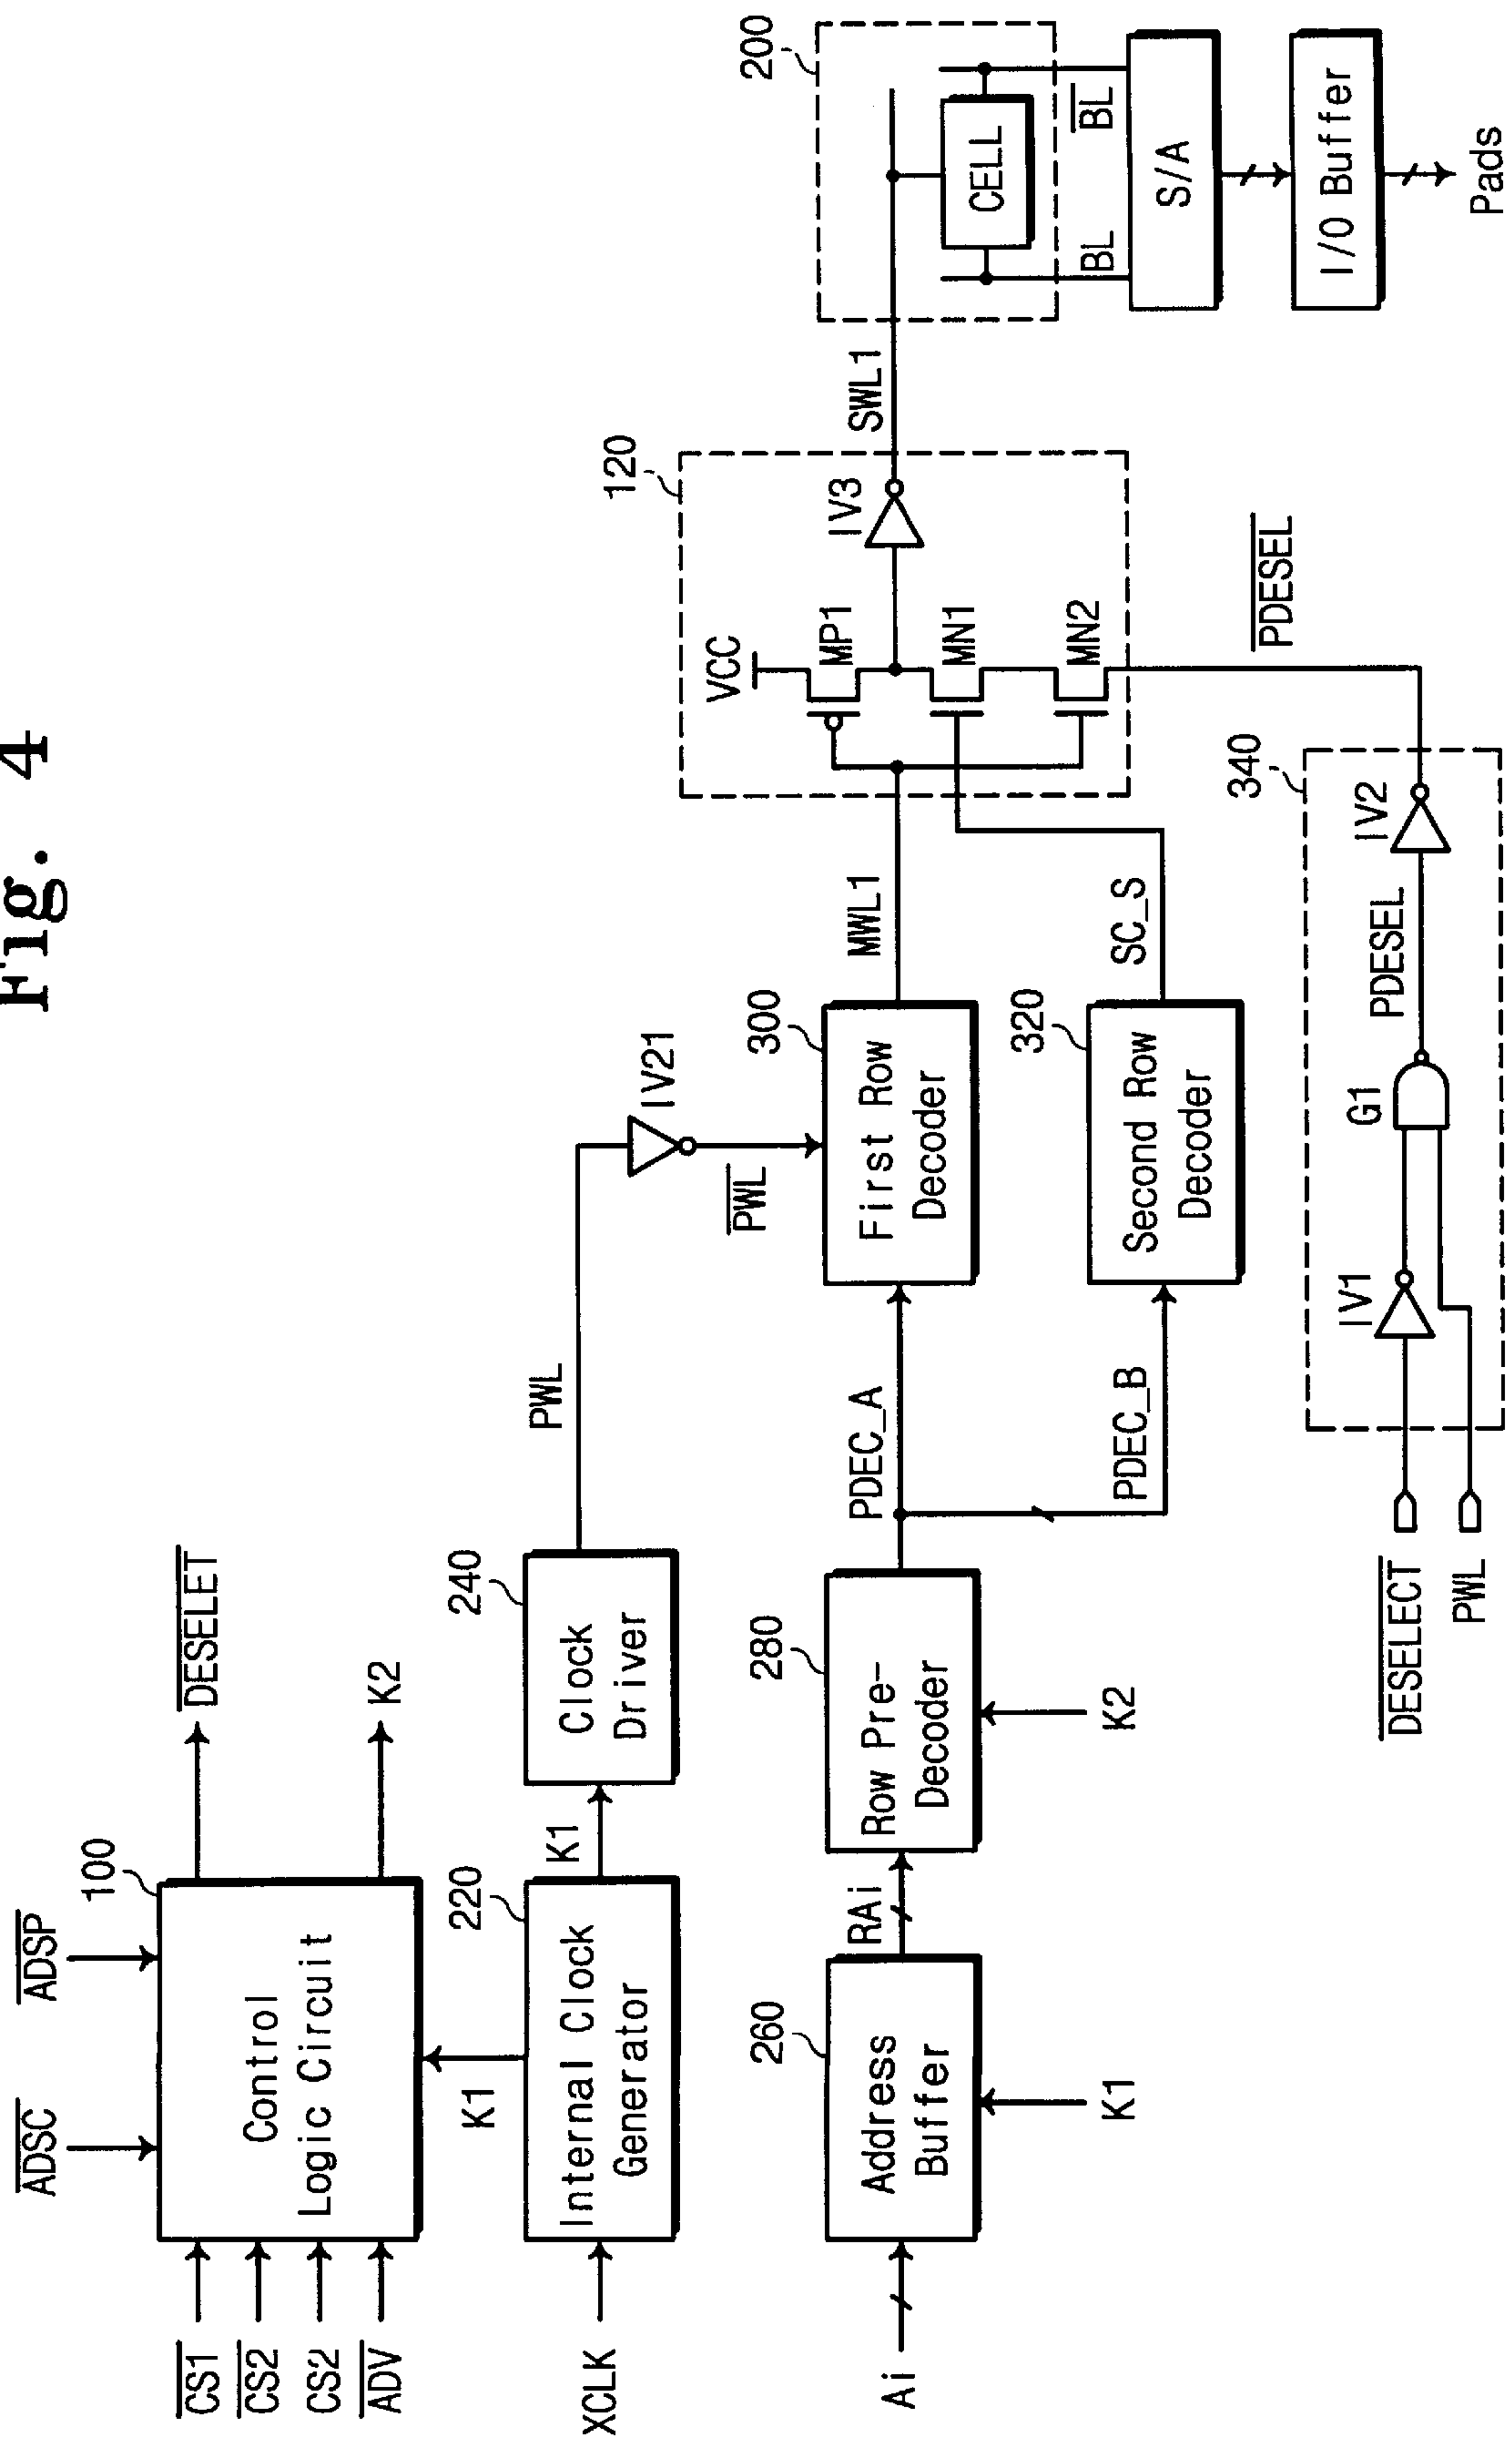 Fig. 4
ADSC
ADSP
100
CS1
CS2
CS2
ADV
Control
Logic Circuit
DESELET
K2
K1
XCLK
220
Internal Clock
Generator
K1
240
Clock
Driver
PWL
IV21
PWL
Ai
260
Address
Buffer
K1
RAi
280
Row Pre-
Decoder
K2
PDEC_A
PDEC_B
300
First Row
Decoder
MWL1
320
Second Row
Decoder
SC_S
120
VCC
MP1
MN1
MN2
IV3
SWL1
200
CELL
BL
BL
S/A
I/O Buffer
Pads
DESELECT
PWL
340
IV1
G1
PDESEL
IV2
PDESEL